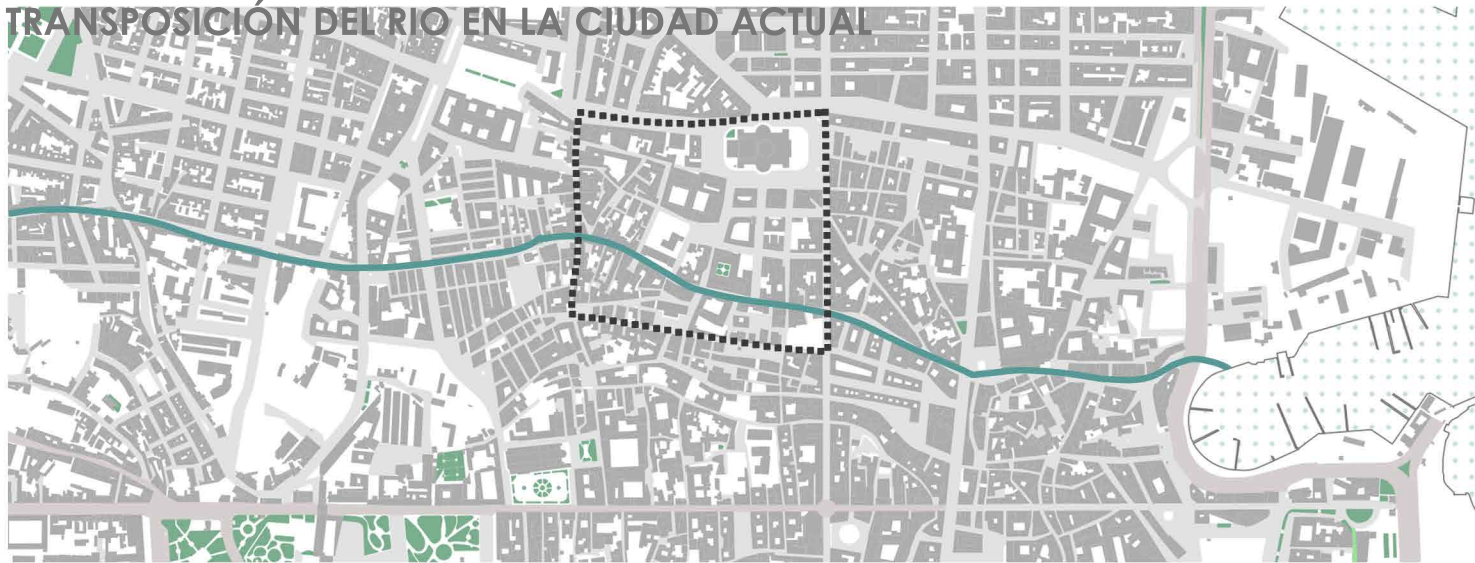 TRANSPOSICIÓN DEL RIO EN LA CIUDAD ACTUAL